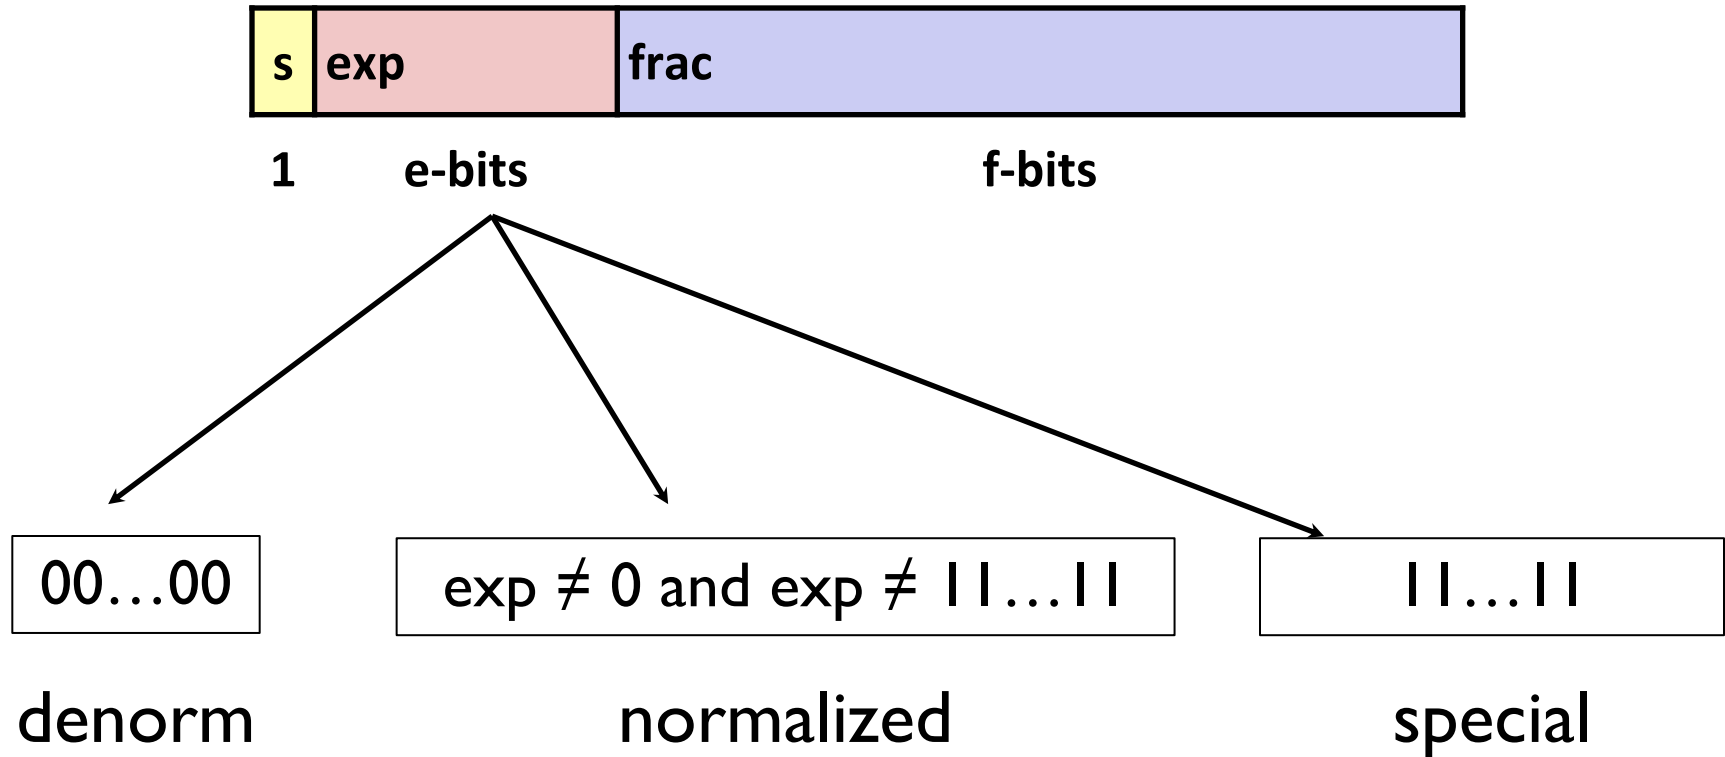 s exp frac
1 e-bits f-bits
00...00 exp ≠ 0 and exp ≠ 11...11 11...11
denorm normalized special